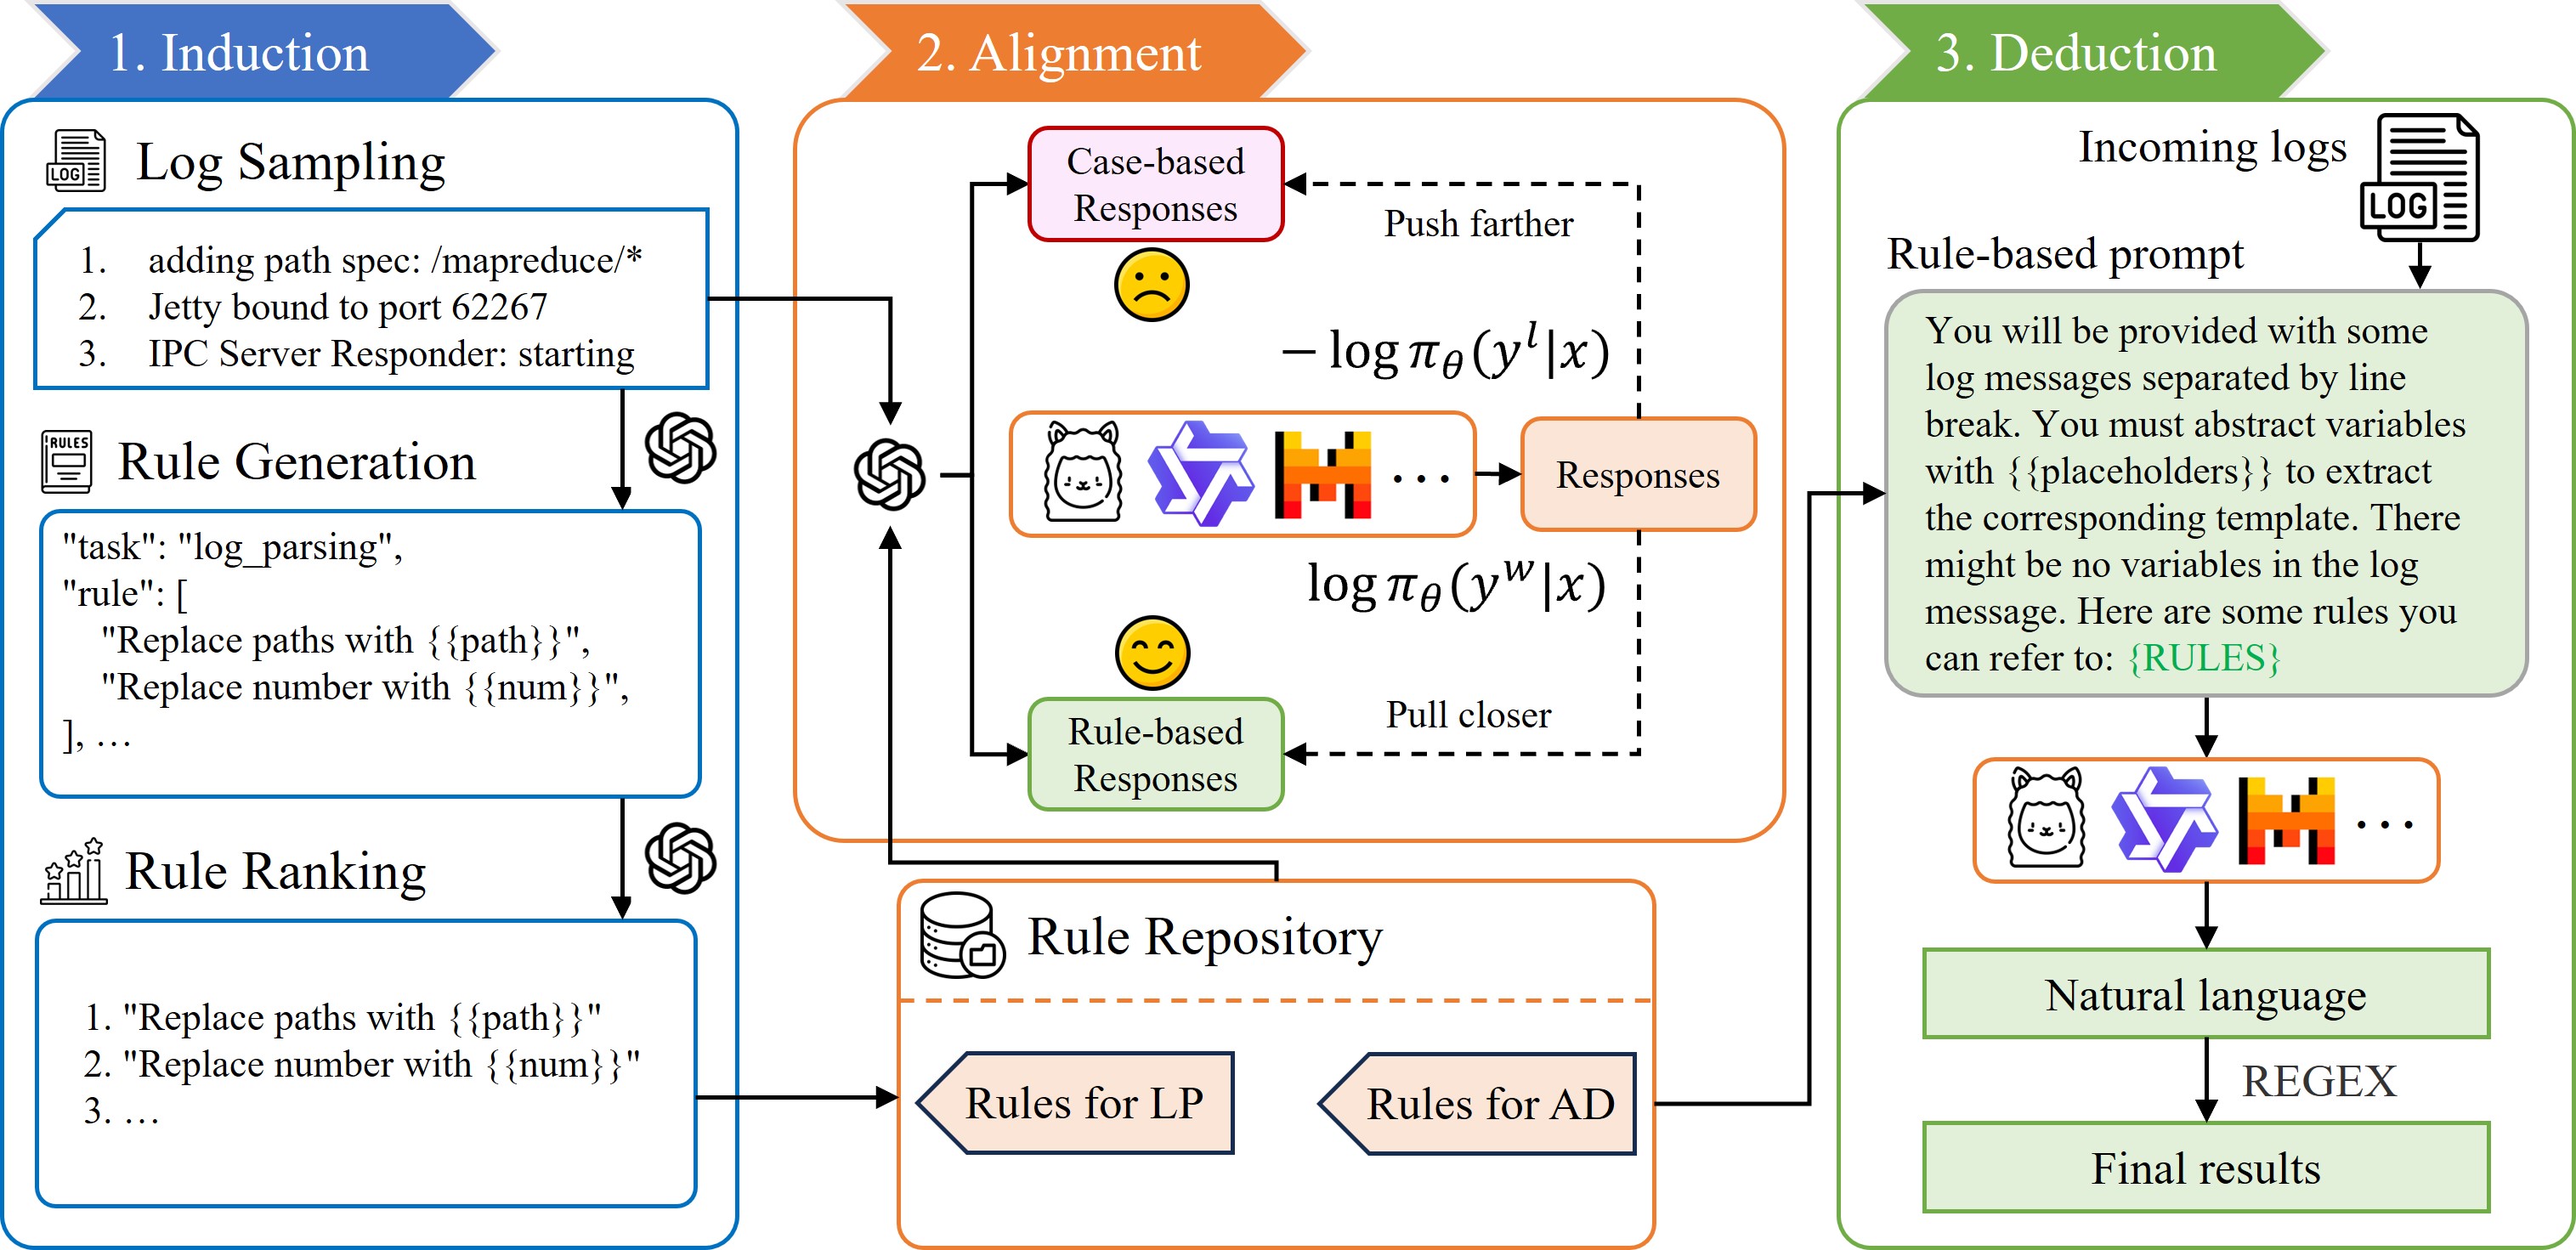 1. Induction
Log Sampling
LOG
1. adding path spec: /mapreduce/*
2. Jetty bound to port 62267
3. IPC Server Responder: starting
RULES
Rule Generation
"task": "log_parsing",
"rule": [
"Replace paths with {{path}}",
"Replace number with {{num}}",
], …
Rule Ranking
1. "Replace paths with {{path}}"
2. "Replace number with {{num}}"
3. …
2. Alignment
Case-based
Responses
Push farther
− log π_θ(y^l|x)
…
Responses
log π_θ(y^w|x)
Pull closer
Rule-based
Responses
Rule Repository
Rules for LP
Rules for AD
3. Deduction
Incoming logs
LOG
Rule-based prompt
You will be provided with some
log messages separated by line
break. You must abstract variables
with {{placeholders}} to extract
the corresponding template. There
might be no variables in the log
message. Here are some rules you
can refer to: {RULES}
…
Natural language
REGEX
Final results